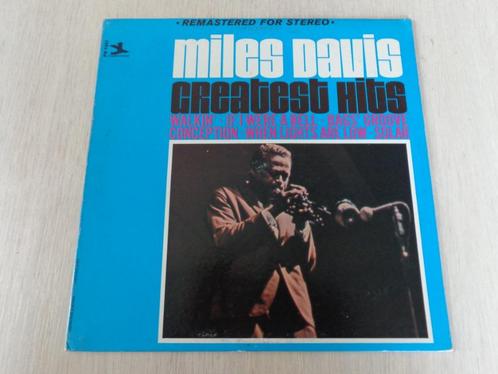 • REMASTERED FOR STEREO •
miles Davis
Greatest Hits
WALKIN' · IF I WERE A BELL · BAGS' GROOVE
CONCEPTION · WHEN LIGHTS ARE LOW · SOLAR